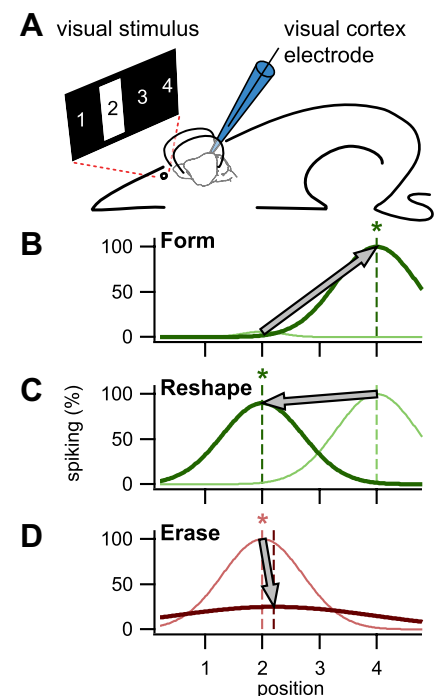 A visual stimulus
visual cortex
electrode
1 2 3 4
B
Form
*
100
50
0
C
Reshape
*
100
50
0
spiking (%)
D
Erase
*
100
50
0
1 2 3 4
position